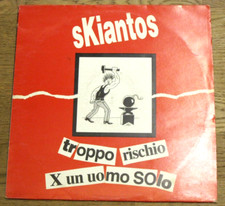 sKiantos
troppo rischio
X un uomo SOlo